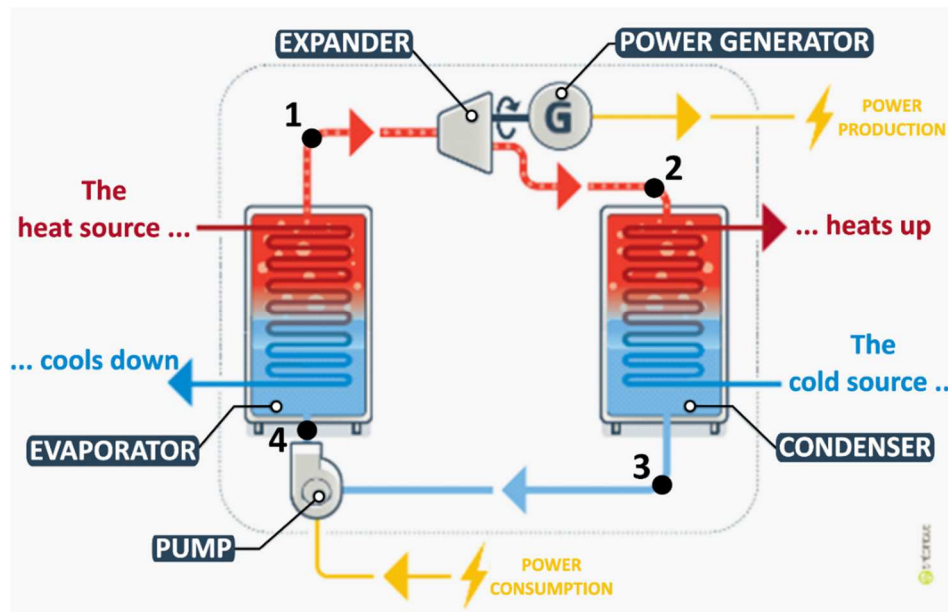 EXPANDER
POWER GENERATOR
1
G
POWER
PRODUCTION
2
The
heat source ...
... heats up
... cools down
The
cold source ..
4
EVAPORATOR
3
CONDENSER
PUMP
POWER
CONSUMPTION